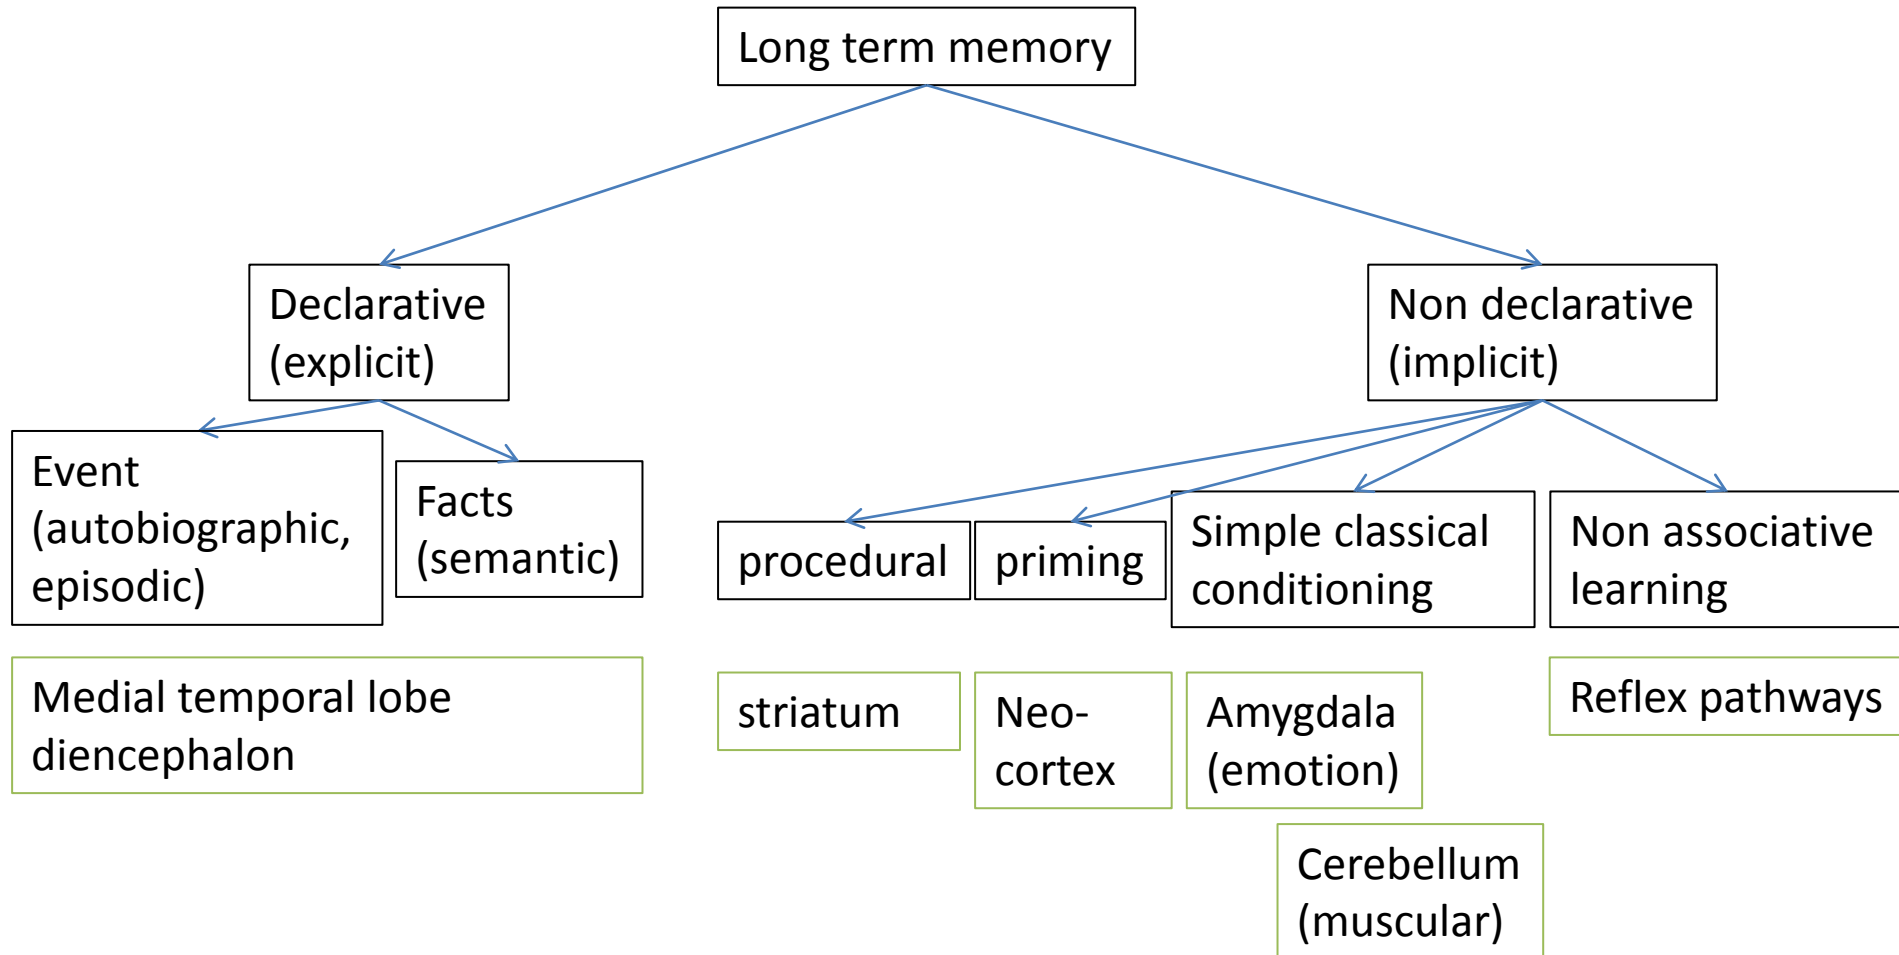 Long term memory
Declarative
(explicit)
Non declarative
(implicit)
Event
(autobiographic,
episodic)
Facts
(semantic)
procedural
priming
Simple classical
conditioning
Non associative
learning
Medial temporal lobe
diencephalon
striatum
Neo-
cortex
Amygdala
(emotion)
Reflex pathways
Cerebellum
(muscular)